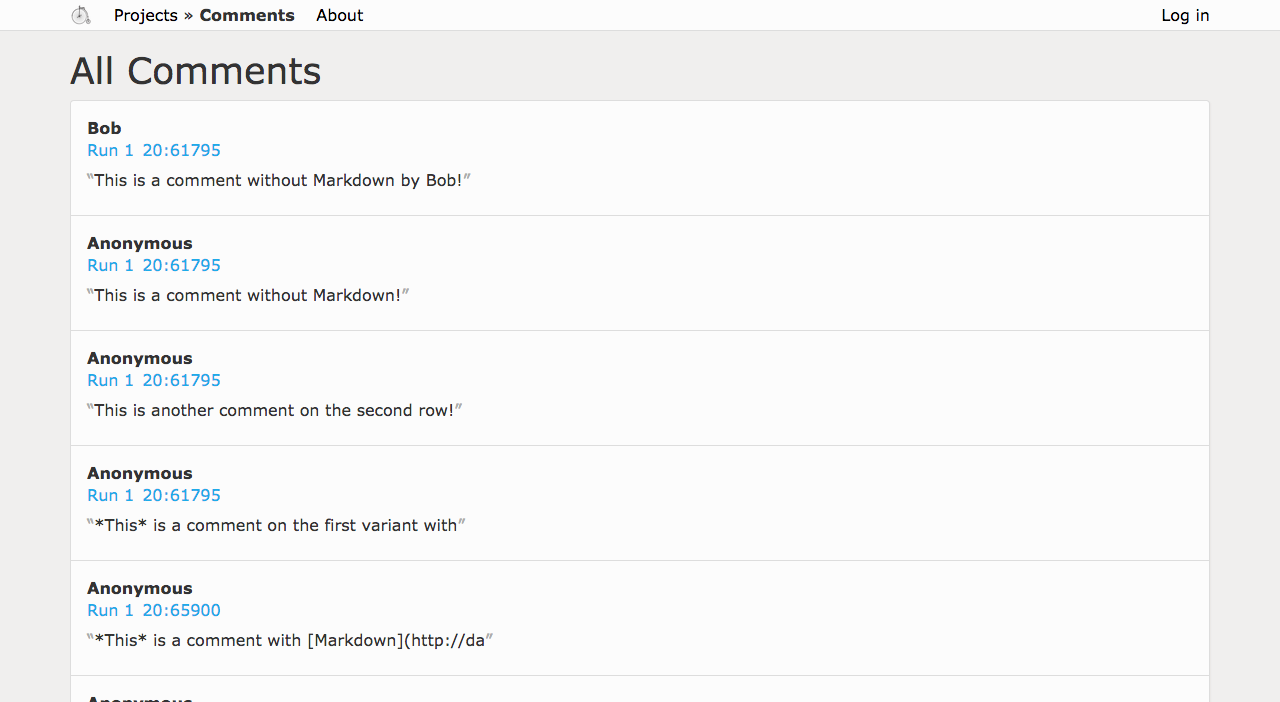 Projects » Comments About Log in
All Comments
Bob
Run 1 20:61795
“This is a comment without Markdown by Bob!”
Anonymous
Run 1 20:61795
“This is a comment without Markdown!”
Anonymous
Run 1 20:61795
“This is another comment on the second row!”
Anonymous
Run 1 20:61795
“*This* is a comment on the first variant with”
Anonymous
Run 1 20:65900
“*This* is a comment with [Markdown](http://da”
Anonymous